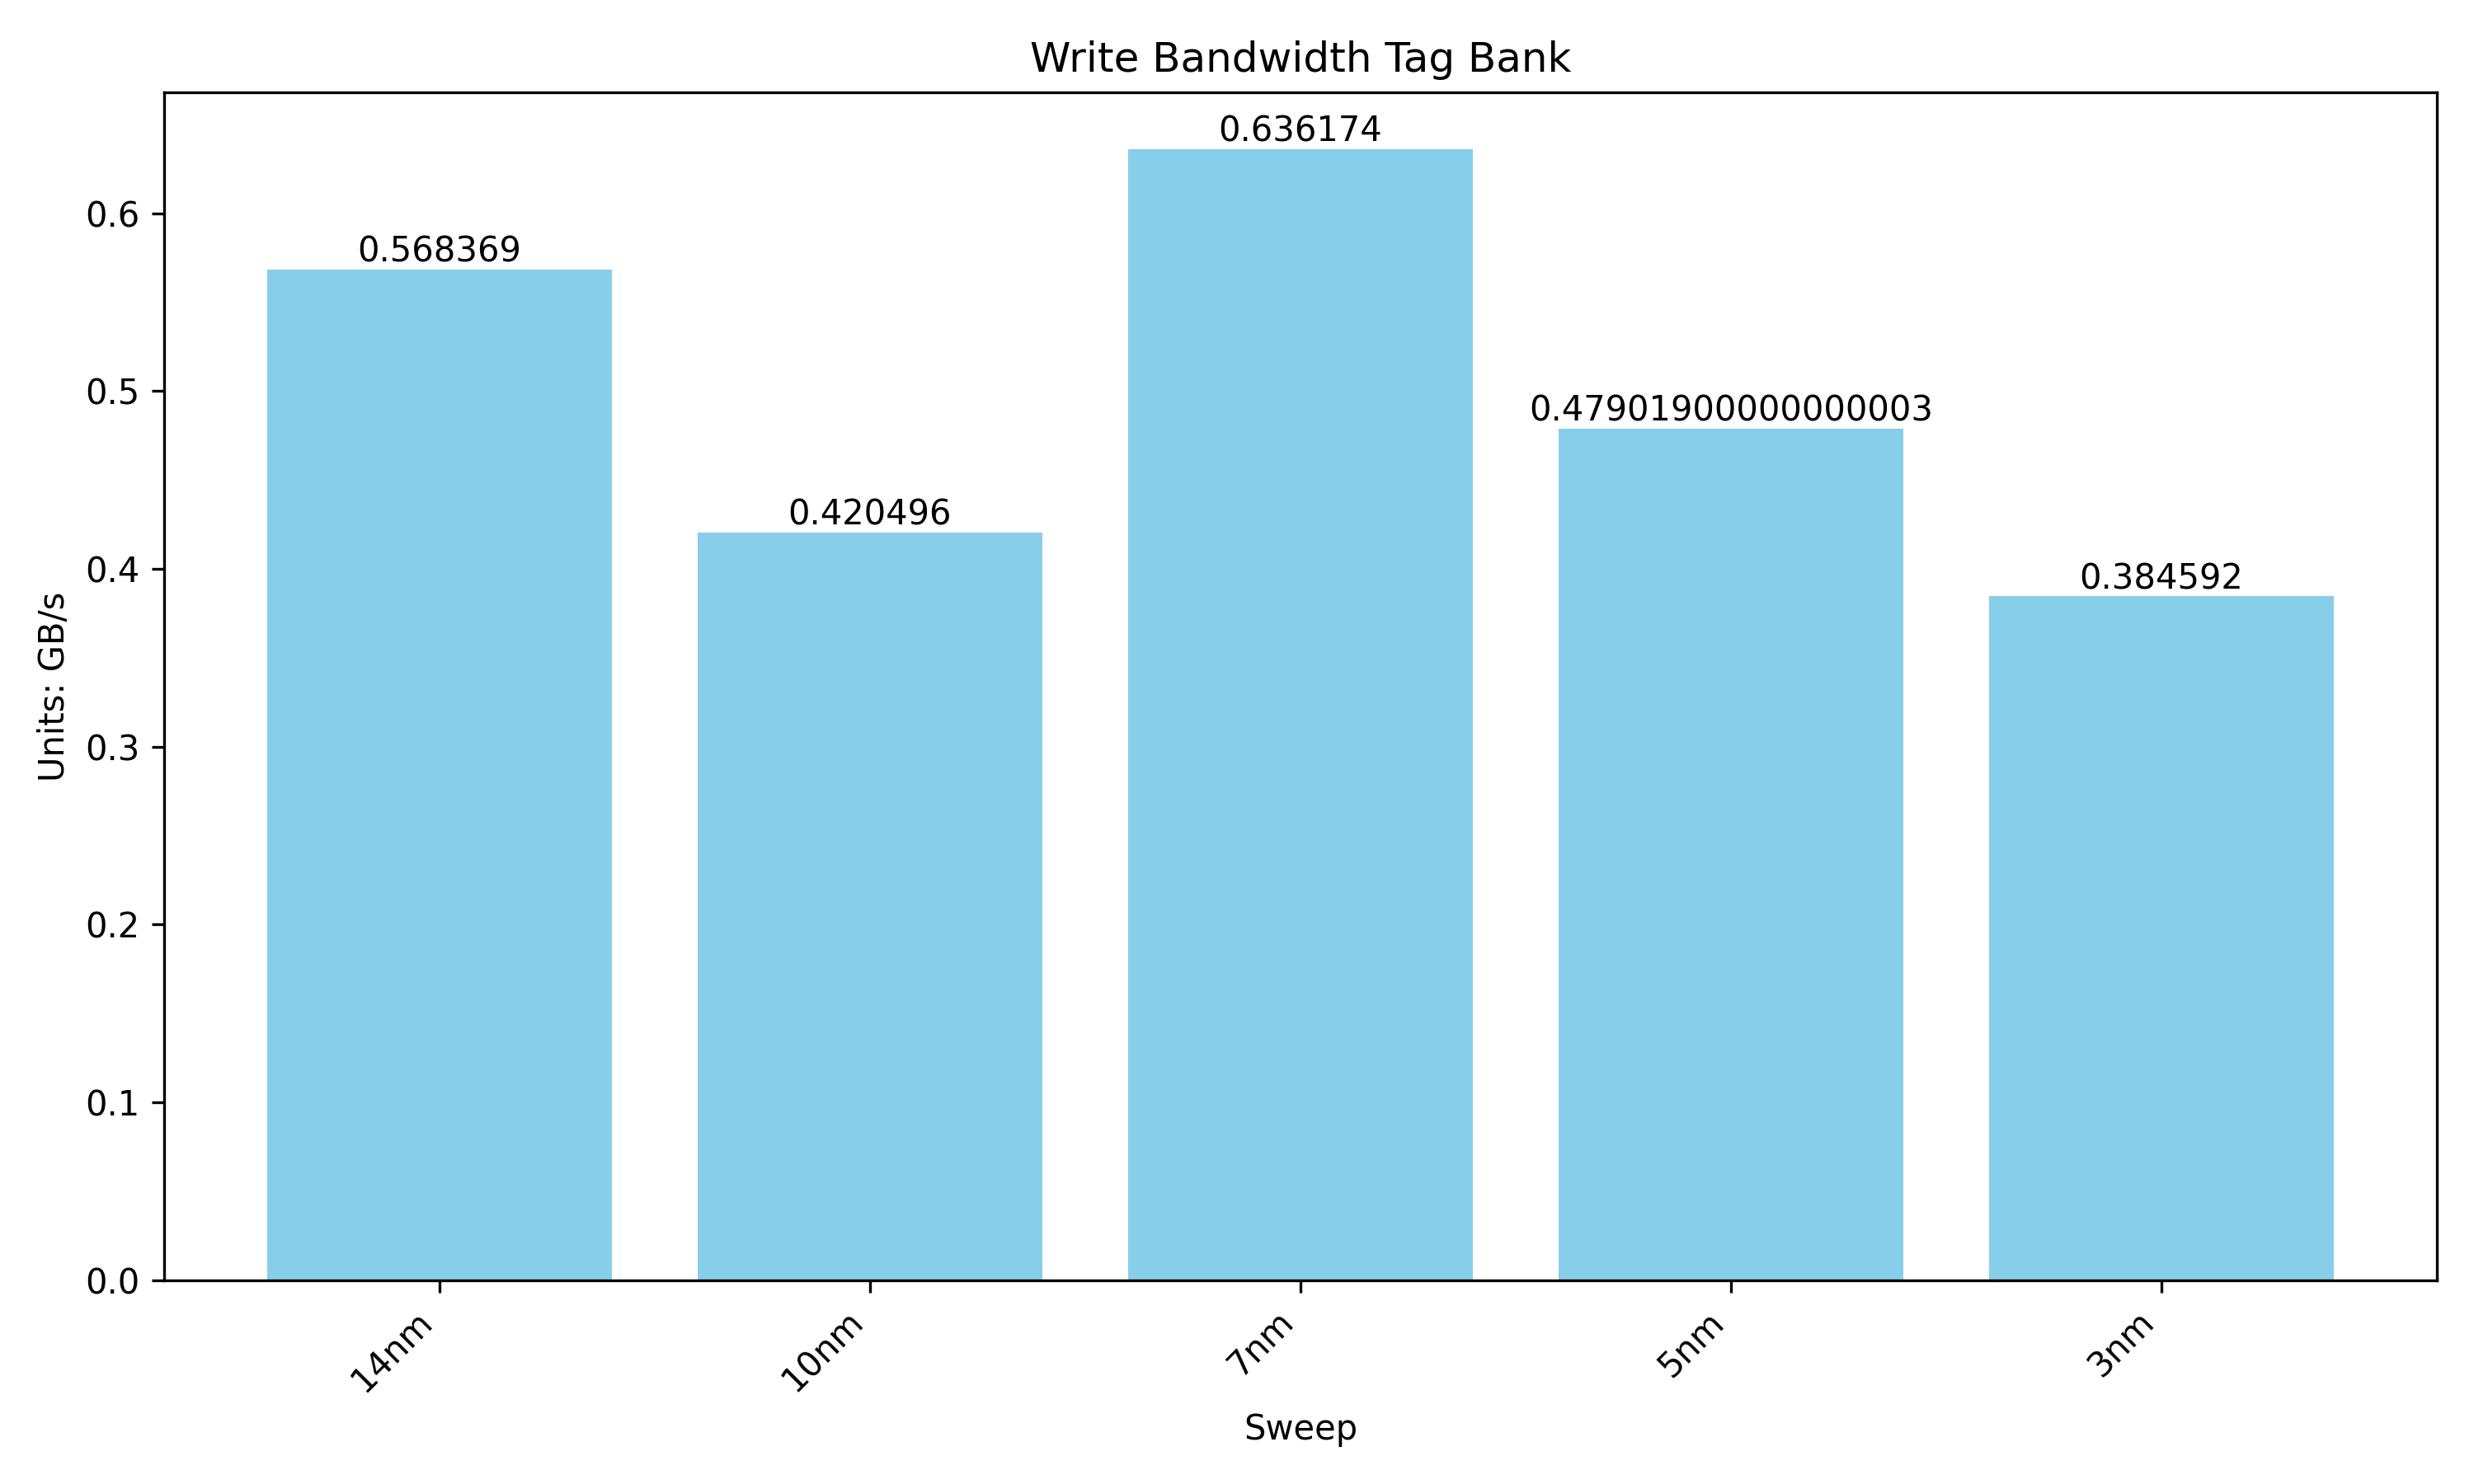 Write Bandwidth Tag Bank
0.636174
0.568369
0.47901900000000003
0.420496
0.384592
0.6
0.5
0.4
0.3
0.2
0.1
0.0
Units: GB/s
14nm
10nm
7nm
5nm
3nm
Sweep